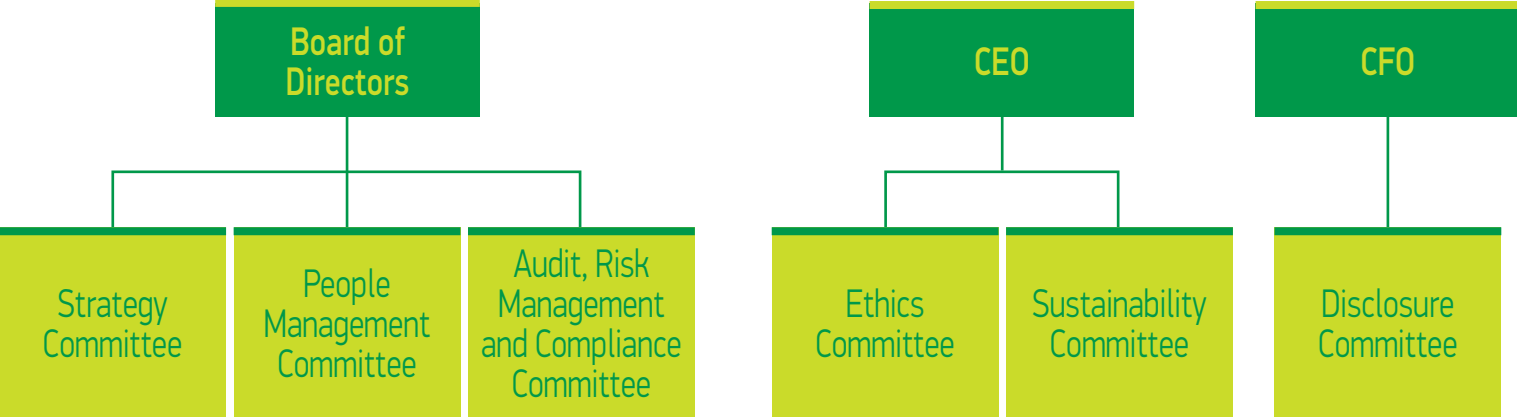 Board of
Directors
CEO
CFO
Strategy
Committee
People
Management
Committee
Audit, Risk
Management
and Compliance
Committee
Ethics
Committee
Sustainability
Committee
Disclosure
Committee